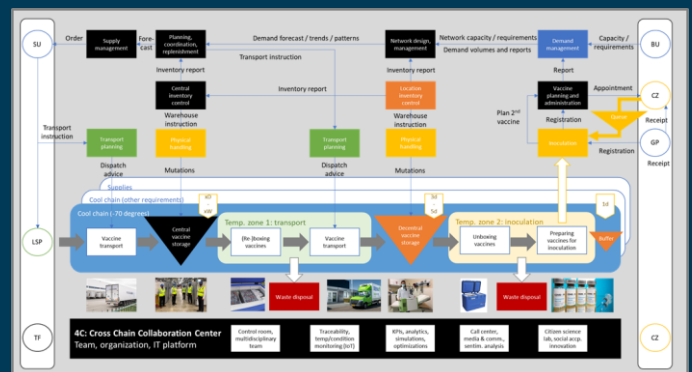 SU
Order
Supply
management
Fore-
cast
Planning,
coordination,
replenishment
Demand forecast / trends / patterns
Transport instruction
Network design,
management
Network capacity / requirements
Demand volumes and reports
Demand
management
Capacity /
requirements
BU
Inventory report
Inventory report
Report
Central
inventory
control
Inventory report
Location
inventory
control
Vaccine
planning and
administration
Appointment
CZ
Warehouse
instruction
Warehouse
instruction
Plan 2nd
vaccine
Registration
Queue
Receipt
Transport
instruction
Transport
planning
Physical
handling
Transport
planning
Physical
handling
Inoculation
Registration
GP
Receipt
Dispatch
advice
Mutations
Dispatch
advice
Mutations
Supplies
Cool chain (other requirements)
Cool chain (-70 degrees)
Temp. zone 1: transport
Temp. zone 2: inoculation
1d
LSP
Vaccine
transport
Central
vaccine
storage
(Re-)boxing
vaccines
Vaccine
transport
Decentral
vaccine
storage
Unboxing
vaccines
Preparing
vaccines for
inoculation
Buffer
Waste disposal
Waste disposal
TF
4C: Cross Chain Collaboration Center
Team, organization, IT platform
Control room,
multidisciplinary
team
Traceability,
temp/condition
monitoring (IoT)
KPIs, analytics,
simulations,
optimizations
Call center,
media & comm.,
sentim. analysis
Citizen science
lab, social accp.
innovation
CZ